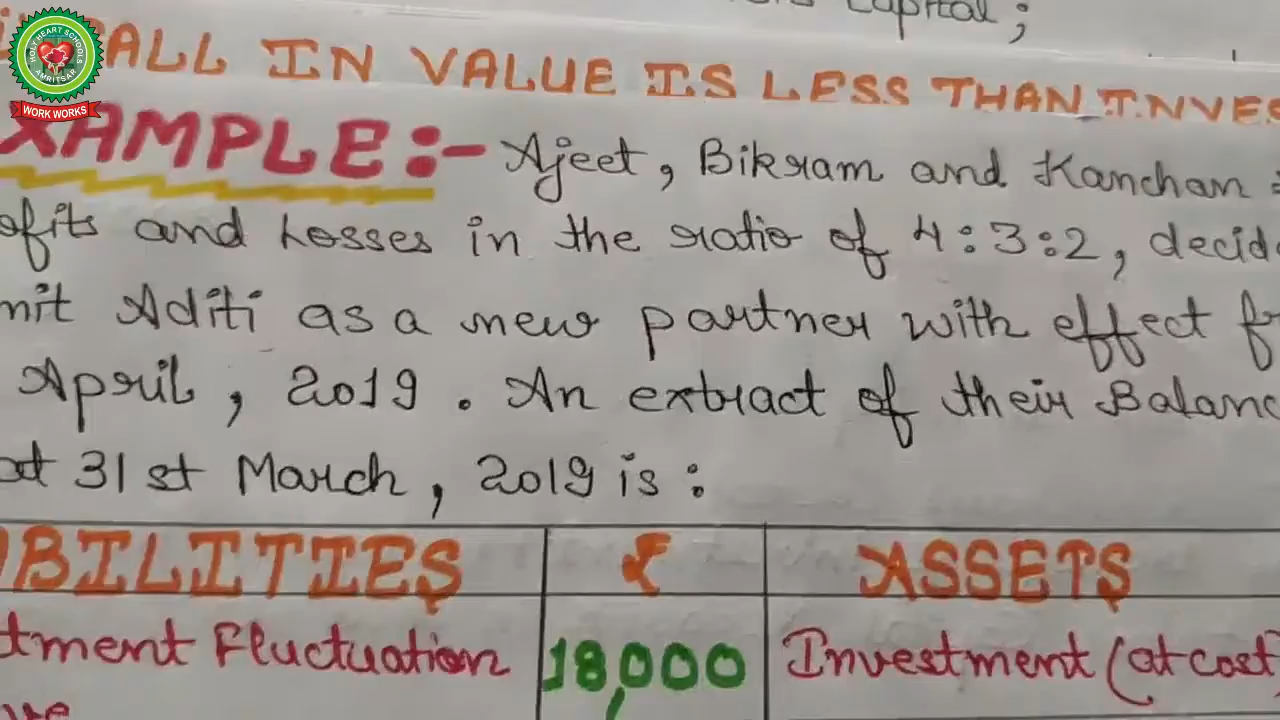 HOLY HEART SCHOOLS
AMRITSAR
WORK WORKS
Capital;
FALL IN VALUE IS LESS THAN INVES
XAMPLE:- Ajeet, Bikram and Kanchan
ofits and Losses in the ratio of 4:3:2, decid
mit Aditi as a new partner with effect f
April, 2019. An extract of their Balanc
at 31st March, 2019 is:
BILITIES ₹ ASSETS
tment Fluctuation 18,000 Investment (at cost)